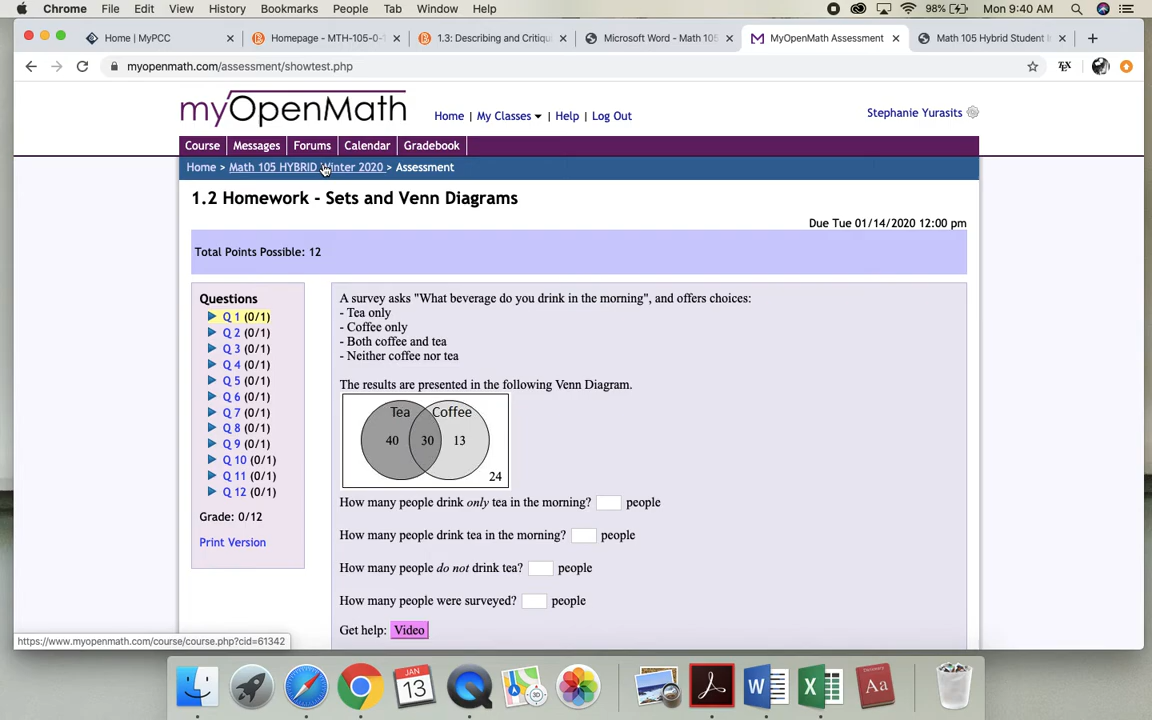 Chrome File Edit View History Bookmarks People Tab Window Help 98% Mon 9:40 AM
Home | MyPCC × Homepage - MTH-105-0-1 × 1.3: Describing and Critiqu × Microsoft Word - Math 105 × MyOpenMath Assessment × Math 105 Hybrid Student I ×
myopenmath.com/assessment/showtest.php
myOpenMath
Home | My Classes | Help | Log Out
Stephanie Yurasits
Course Messages Forums Calendar Gradebook
Home > Math 105 HYBRID Winter 2020 > Assessment
1.2 Homework - Sets and Venn Diagrams
Due Tue 01/14/2020 12:00 pm
Total Points Possible: 12
Questions
Q 1 (0/1)
Q 2 (0/1)
Q 3 (0/1)
Q 4 (0/1)
Q 5 (0/1)
Q 6 (0/1)
Q 7 (0/1)
Q 8 (0/1)
Q 9 (0/1)
Q 10 (0/1)
Q 11 (0/1)
Q 12 (0/1)
Grade: 0/12
Print Version
A survey asks "What beverage do you drink in the morning", and offers choices:
- Tea only
- Coffee only
- Both coffee and tea
- Neither coffee nor tea
The results are presented in the following Venn Diagram.
Tea Coffee
40 30 13
24
How many people drink only tea in the morning? people
How many people drink tea in the morning? people
How many people do not drink tea? people
How many people were surveyed? people
Get help: Video
https://www.myopenmath.com/course/course.php?cid=61342
JAN
13
W
X
Aa